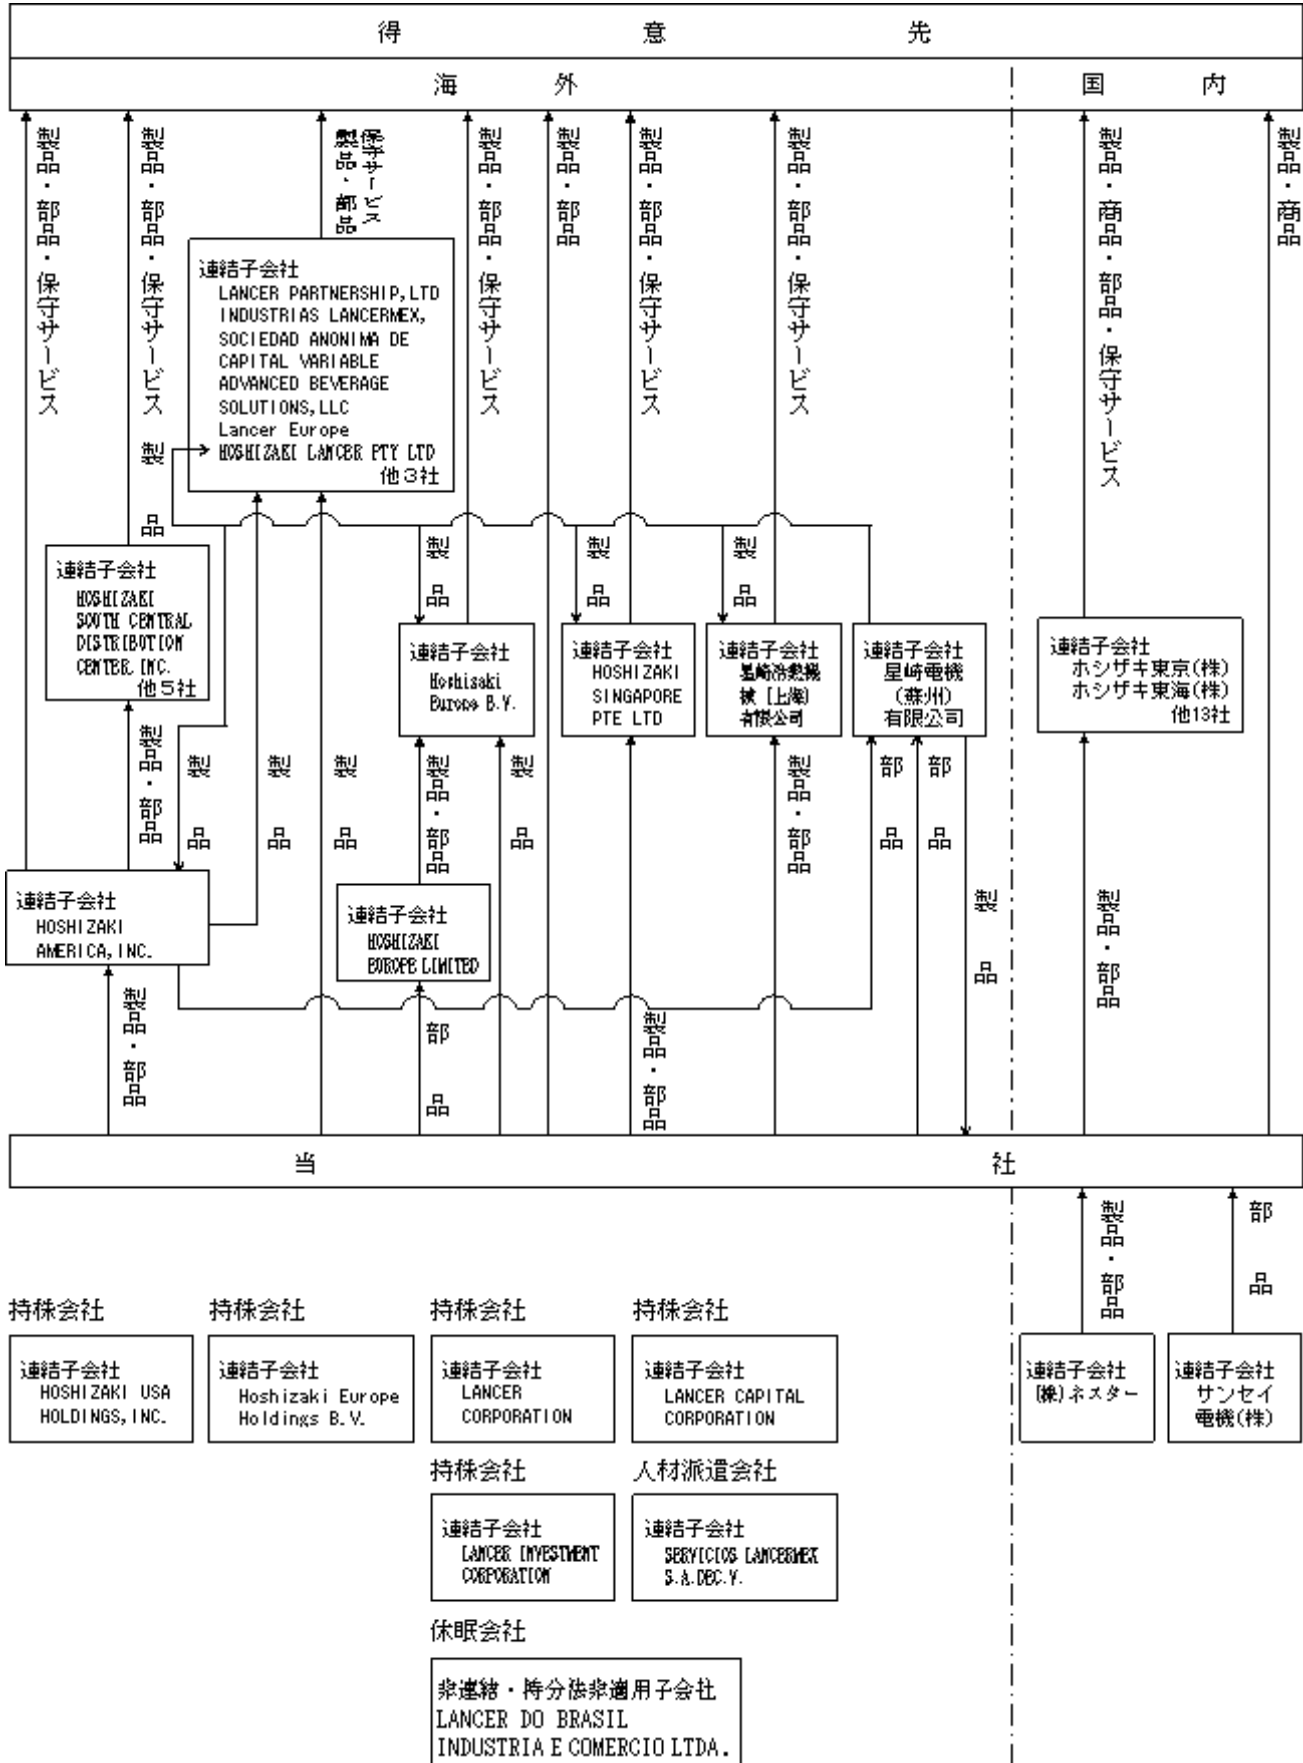 得意先
海外
国内
製品・部品・保守サービス
製品・部品・保守サービス
製品・部品
保守サービス
製品・部品・保守サービス
製品・部品
製品・部品・保守サービス
製品・部品・保守サービス
製品・商品・部品・保守サービス
製品・商品
連結子会社
LANCER PARTNERSHIP,LTD
INDUSTRIAS LANCERMEX,
SOCIEDAD ANONIMA DE
CAPITAL VARIABLE
ADVANCED BEVERAGE
SOLUTIONS,LLC
Lancer Europe
HOSHIZAKI LANCER PTY LTD
他3社
製品
連結子会社
HOSHIZAKI
SOUTH CENTRAL
DISTRIBUTION
CENTER,INC.
他5社
製品
製品
製品
連結子会社
Hoshizaki
Europe B.V.
連結子会社
HOSHIZAKI
SINGAPORE
PTE LTD
連結子会社
星崎冷熱機
械(上海)
有限公司
連結子会社
星崎電機
(蘇州)
有限公司
連結子会社
ホシザキ東京(株)
ホシザキ東海(株)
他13社
製品・部品
製品
製品
製品
製品・部品
製品
製品・部品
部品
部品
連結子会社
HOSHIZAKI
AMERICA,INC.
連結子会社
HOSHIZAKI
EUROPE LIMITED
製品
製品・部品
製品・部品
部品
製品・部品
当社
製品・部品
部品
持株会社
連結子会社
HOSHIZAKI USA
HOLDINGS,INC.
持株会社
連結子会社
Hoshizaki Europe
Holdings B.V.
持株会社
連結子会社
LANCER
CORPORATION
持株会社
連結子会社
LANCER CAPITAL
CORPORATION
連結子会社
(株)ネスター
連結子会社
サンセイ
電機(株)
持株会社
連結子会社
LANCER INVESTMENT
CORPORATION
人材派遣会社
連結子会社
SERVICIOS LANCERMEX
S.A.DEC.V.
休眠会社
非連結・持分法非適用子会社
LANCER DO BRASIL
INDUSTRIA E COMERCIO LTDA.